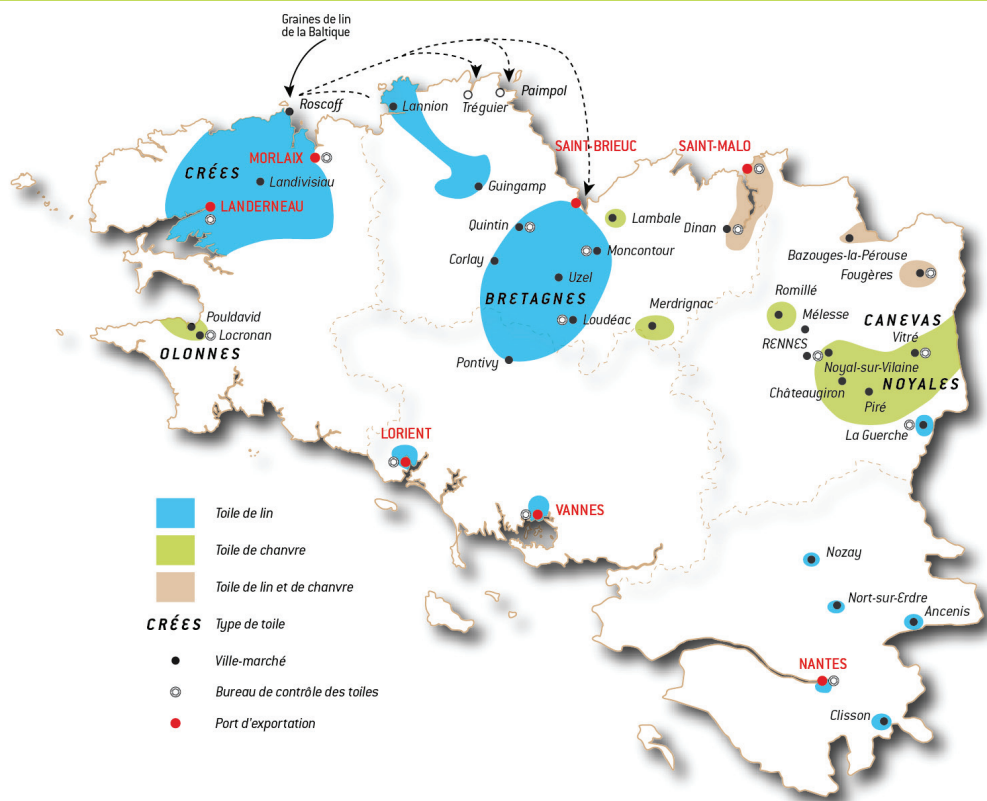 Graines de lin
de la Baltique
Roscoff
Lannion
Tréguier
Paimpol
SAINT-BRIEUC
SAINT-MALO
MORLAIX
CRÉES
Landivisiau
LANDERNEAU
Guingamp
Quintin
Lambale
Dinan
Moncontour
Corlay
Uzel
BRETAGNES
Loudéac
Merdrignac
Pontivy
Bazouges-la-Pérouse
Fougères
Romillé
Mélesse
CANEVAS
Vitré
RENNES
Noyal-sur-Vilaine
NOYALES
Châteaugiron
Piré
La Guerche
Pouldavid
Locronan
OLONNES
LORIENT
VANNES
Nozay
Nort-sur-Erdre
Ancenis
NANTES
Clisson
Toile de lin
Toile de chanvre
Toile de lin et de chanvre
CRÉES Type de toile
Ville-marché
Bureau de contrôle des toiles
Port d'exportation